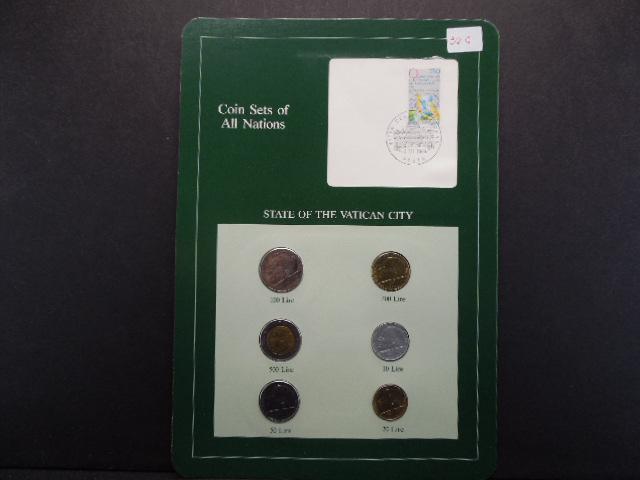 Coin Sets of
All Nations
STATE OF THE VATICAN CITY
100 Lire
200 Lire
500 Lire
10 Lire
50 Lire
20 Lire